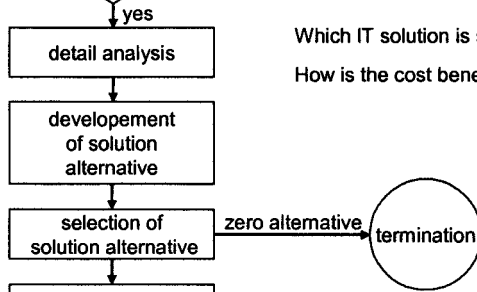 yes
Which IT solution is
detail analysis
How is the cost
developement
of solution
alternative
selection of
solution alternative
zero alternative
termination